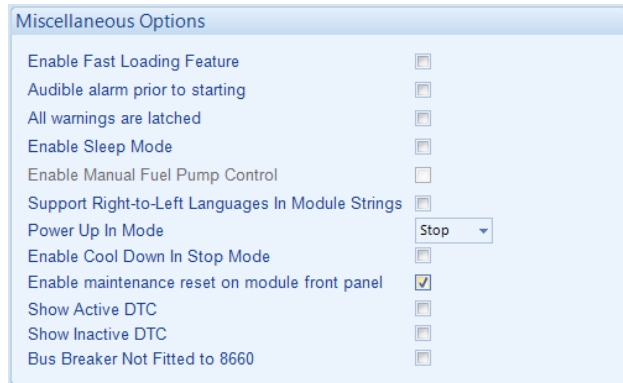 Miscellaneous Options
Enable Fast Loading Feature
Audible alarm prior to starting
All warnings are latched
Enable Sleep Mode
Enable Manual Fuel Pump Control
Support Right-to-Left Languages In Module Strings
Power Up In Mode Stop
Enable Cool Down In Stop Mode
Enable maintenance reset on module front panel
Show Active DTC
Show Inactive DTC
Bus Breaker Not Fitted to 8660